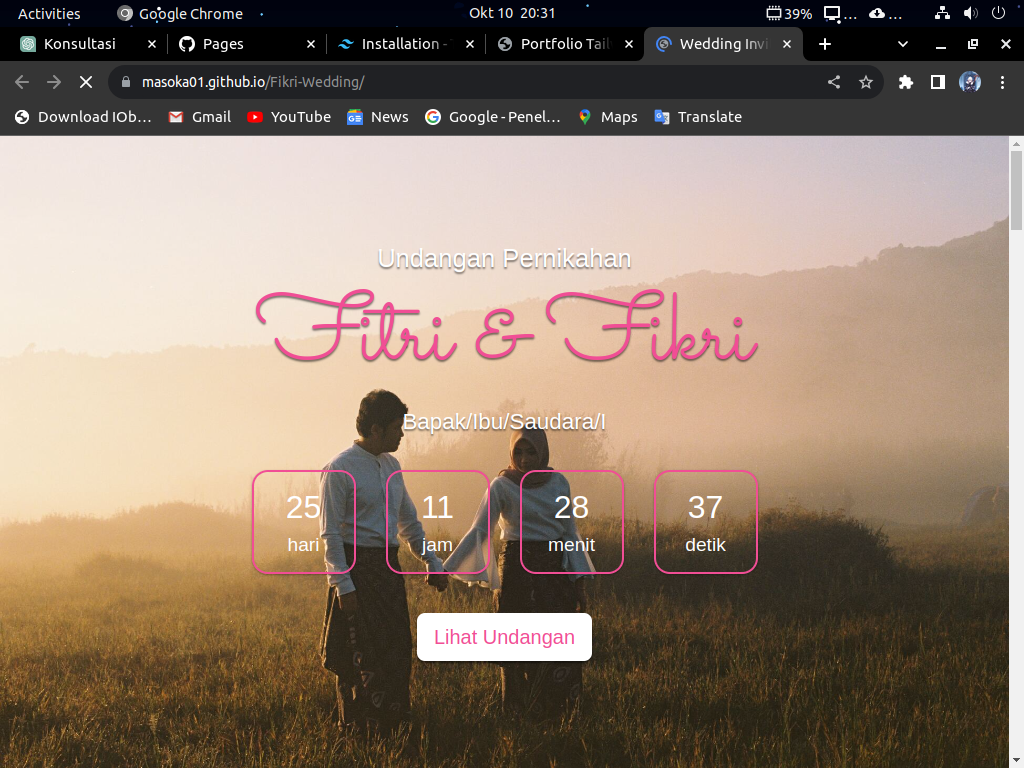 Activities Google Chrome Okt 10 20:31 39% ... ...
Konsultasi Pages Installation - T Portfolio Tail Wedding Invi
masoka01.github.io/Fikri-Wedding/
Download IOb... Gmail YouTube News Google - Penel... Maps Translate
Undangan Pernikahan
Fitri & Fikri
Bapak/Ibu/Saudara/I
25 11 28 37
hari jam menit detik
Lihat Undangan